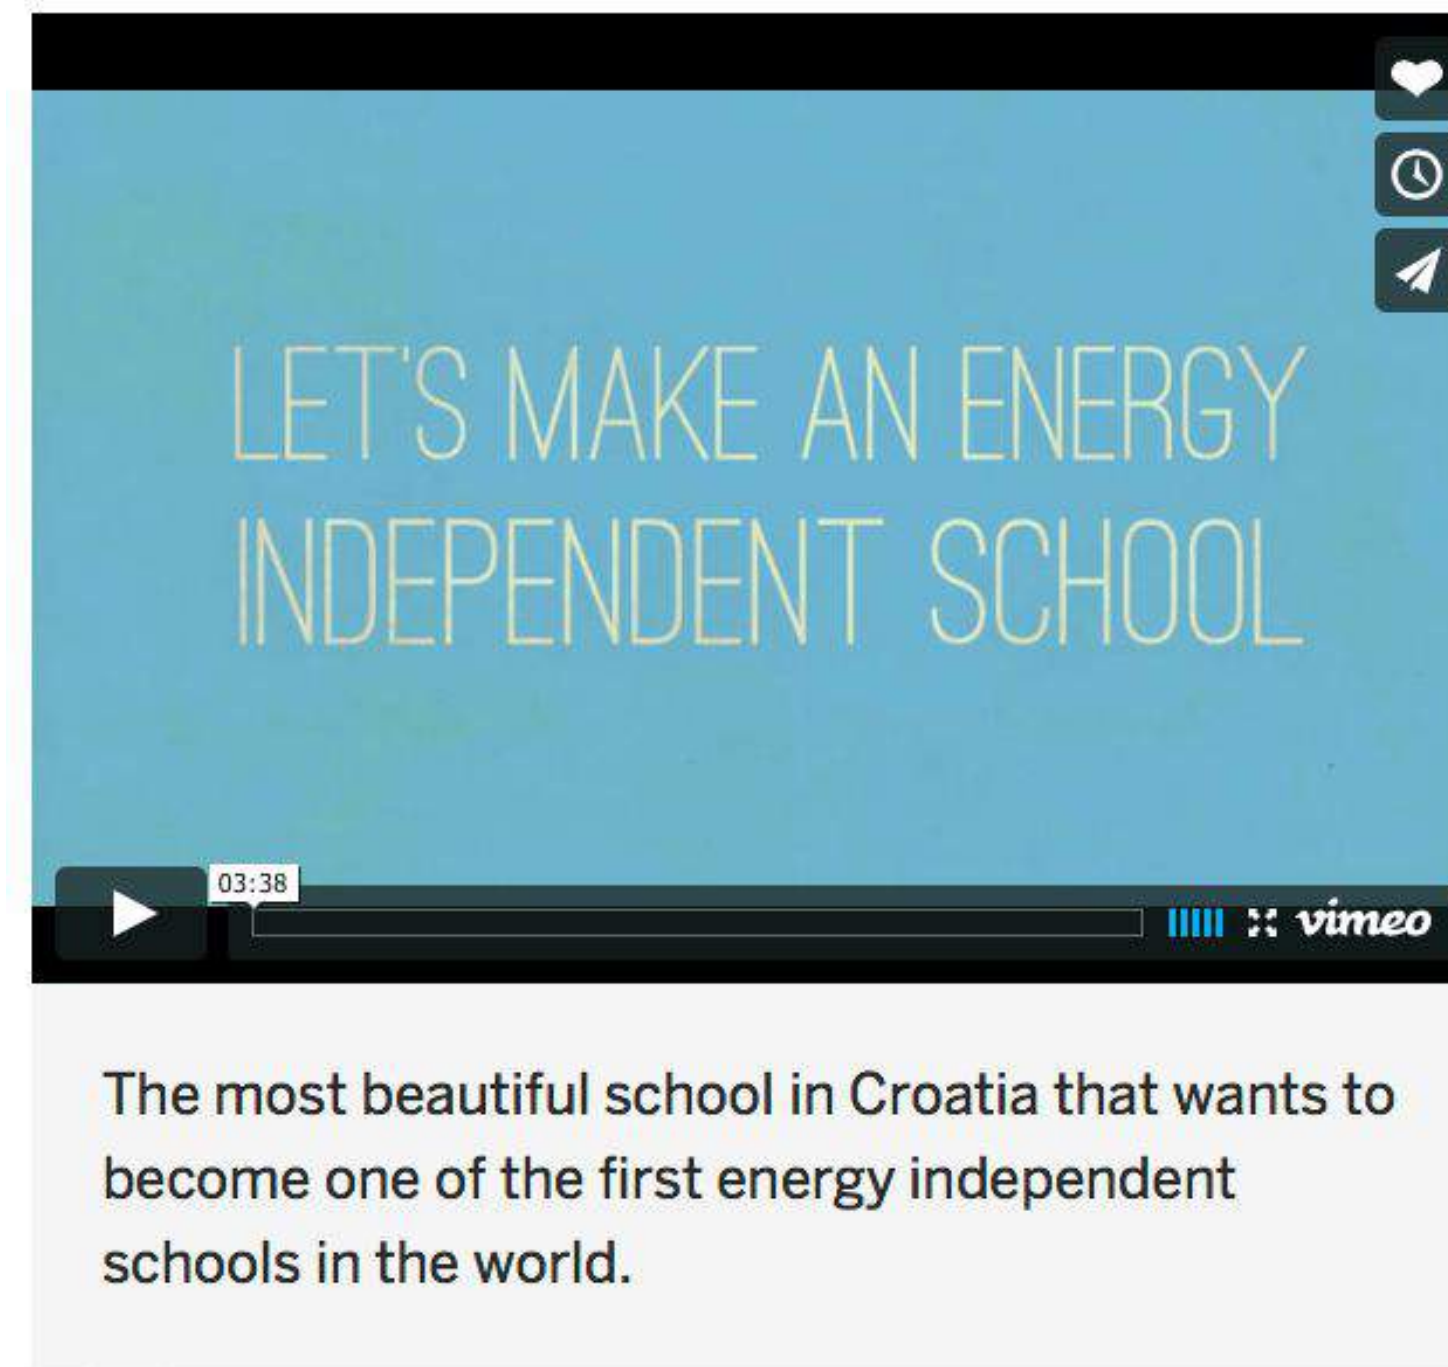 LET'S MAKE AN ENERGY
INDEPENDENT SCHOOL
03:38
vimeo
The most beautiful school in Croatia that wants to
become one of the first energy independent
schools in the world.